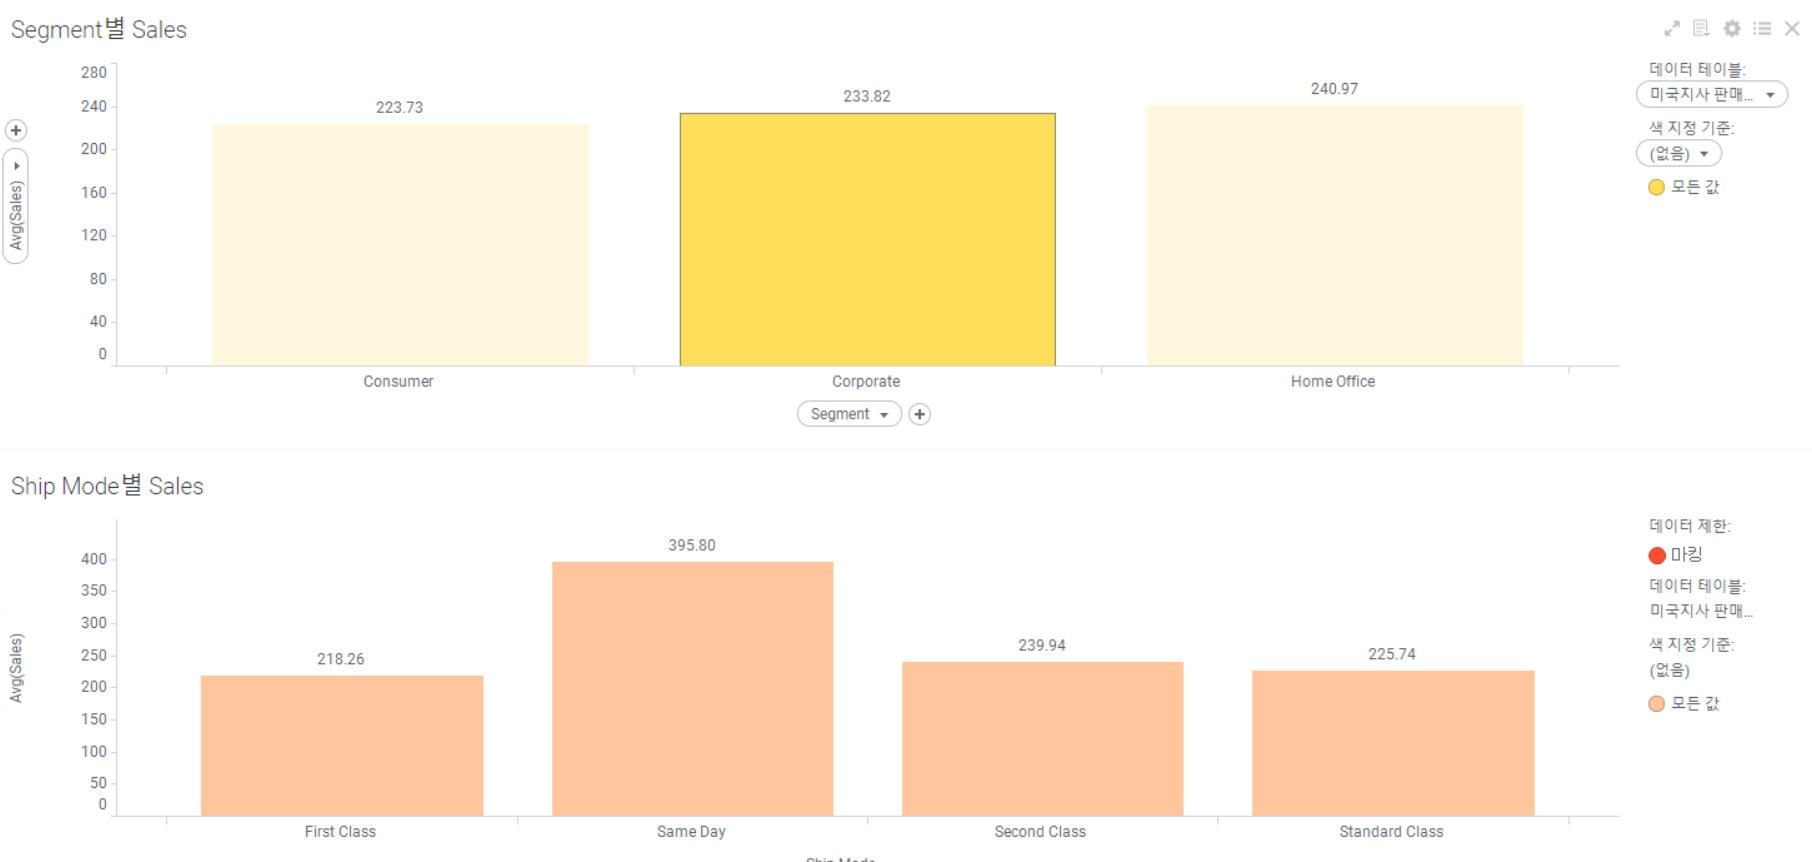 Segment별 Sales
280
240
200
160
120
80
40
0
Avg(Sales)
223.73
233.82
240.97
Consumer
Corporate
Home Office
Segment
데이터 테이블:
미국지사 판매...
색 지정 기준:
(없음)
모든 값
Ship Mode별 Sales
400
350
300
250
200
150
100
50
0
Avg(Sales)
218.26
395.80
239.94
225.74
First Class
Same Day
Second Class
Standard Class
Ship Mode
데이터 제한:
마킹
데이터 테이블:
미국지사 판매...
색 지정 기준:
(없음)
모든 값